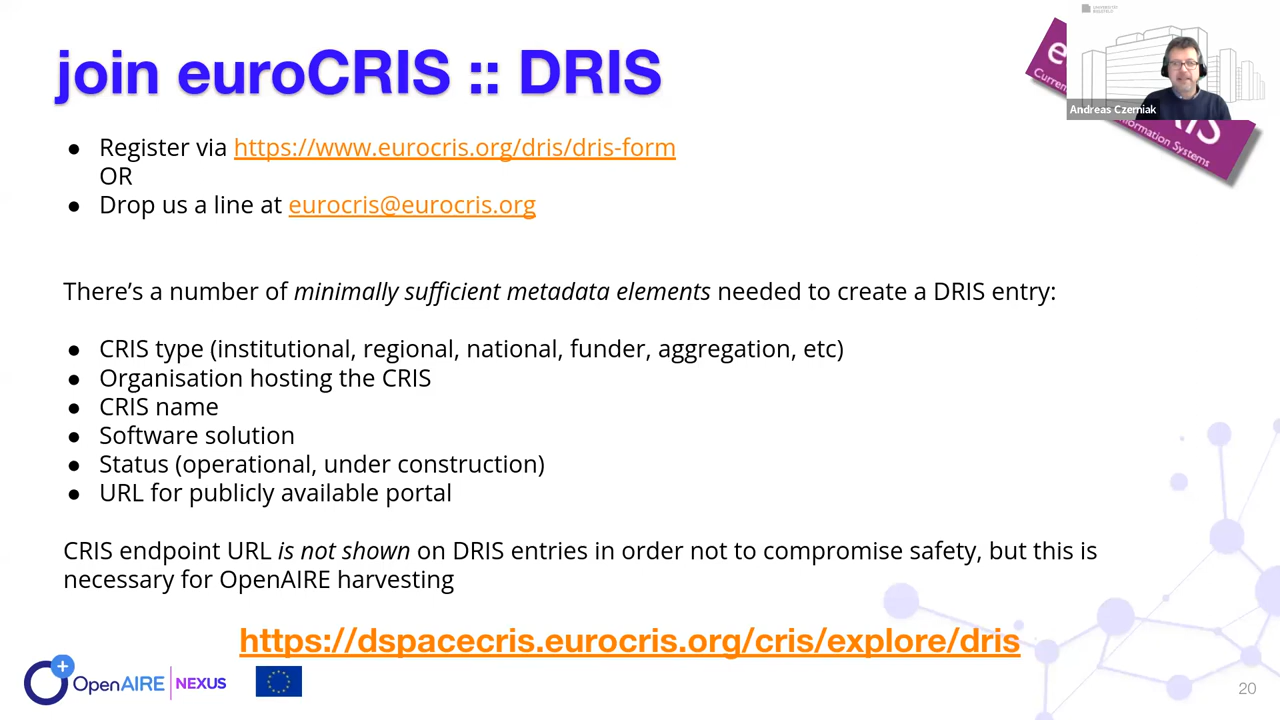 join euroCRIS :: DRIS
Andreas Czerniak
Information Systems
● Register via https://www.eurocris.org/dris/dris-form
OR
● Drop us a line at eurocris@eurocris.org
There’s a number of minimally sufficient metadata elements needed to create a DRIS entry:
● CRIS type (institutional, regional, national, funder, aggregation, etc)
● Organisation hosting the CRIS
● CRIS name
● Software solution
● Status (operational, under construction)
● URL for publicly available portal
CRIS endpoint URL is not shown on DRIS entries in order not to compromise safety, but this is
necessary for OpenAIRE harvesting
https://dspacecris.eurocris.org/cris/explore/dris
OpenAIRE NEXUS
20